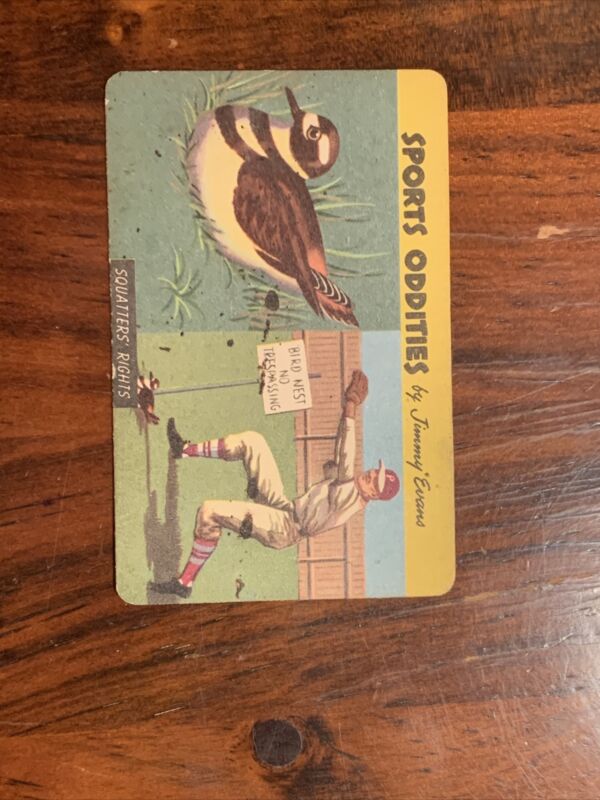 SPORTS ODDITIES by "Jimmy" Evans
BIRD NEST
NO
TRESPASSING
SQUATTERS' RIGHTS